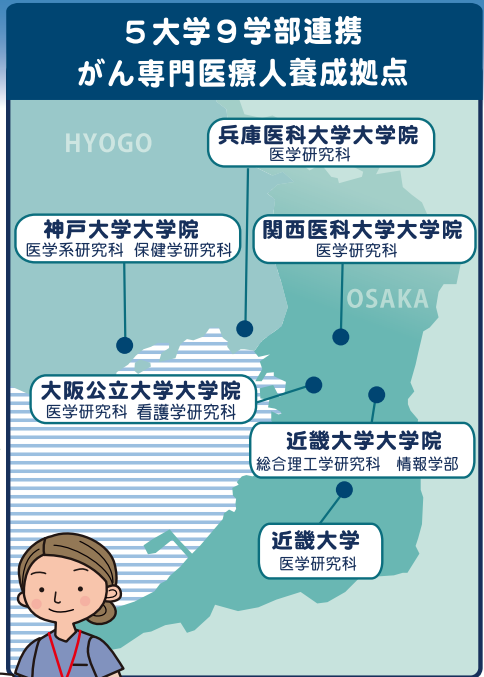 5大学9学部連携
がん専門医療人養成拠点
HYOGO
兵庫医科大学大学院
医学研究科
神戸大学大学院
医学系研究科 保健学研究科
関西医科大学大学院
医学研究科
OSAKA
大阪公立大学大学院
医学研究科 看護学研究科
近畿大学大学院
総合理工学研究科 情報学部
近畿大学
医学研究科